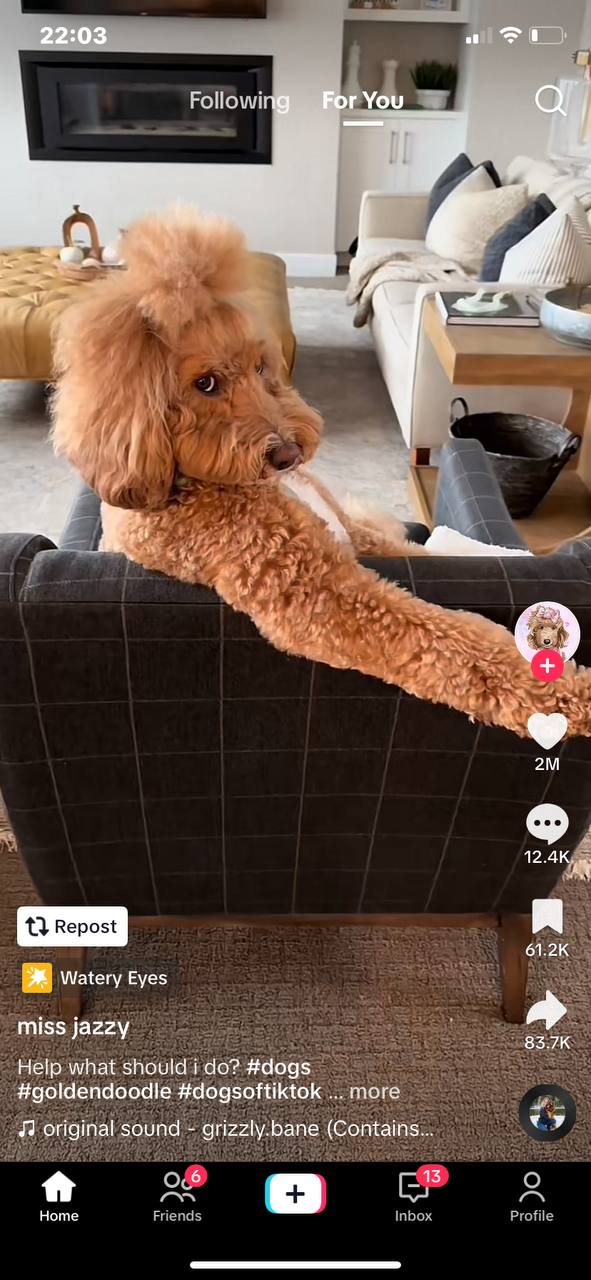 22:03
Following For You
2M
12.4K
61.2K
83.7K
Repost
Watery Eyes
miss jazzy
Help what should i do? #dogs
#goldendoodle #dogsoftiktok ... more
original sound - grizzly.bane (Contains...
6
13
Home Friends Inbox Profile